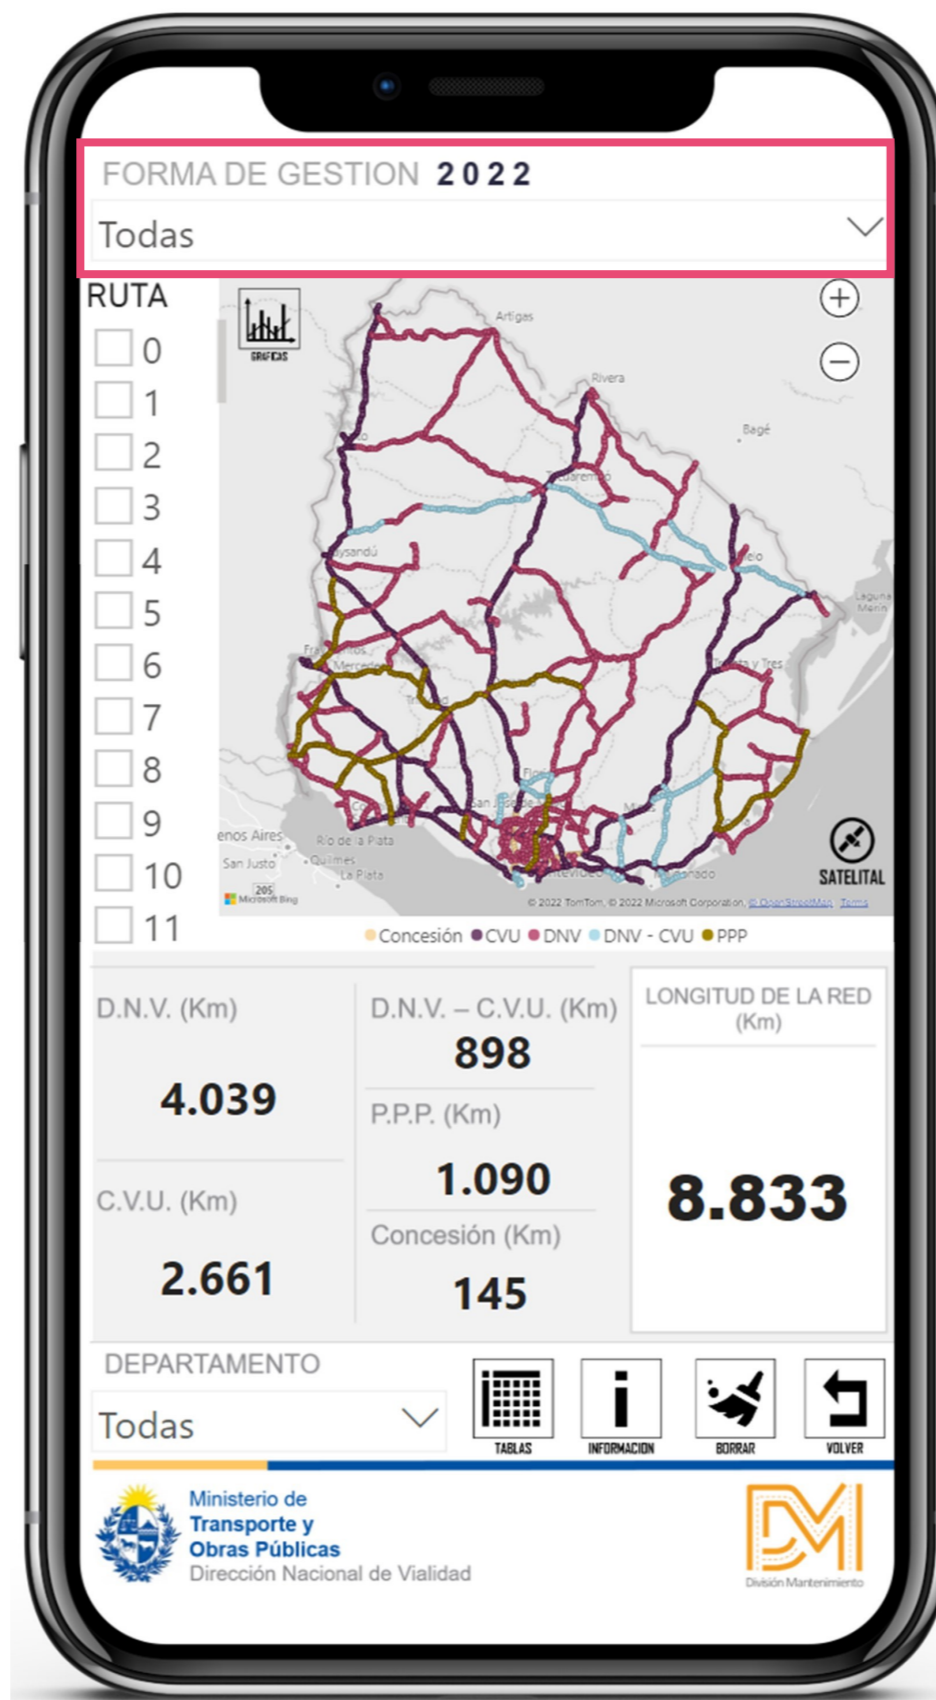 FORMA DE GESTION 2022
Todas
RUTA
0
1
2
3
4
5
6
7
8
9
10
11
GRAFICAS
Artigas
Rivera
Bagé
Laguna
Merín
Río de la Plata
San Justo
Quilmes
La Plata
205
Microsoft Bing
SATELITAL
© 2022 TomTom, © 2022 Microsoft Corporation, © OpenStreetMap Terms
Concesión CVU DNV DNV - CVU PPP
D.N.V. (Km)
4.039
C.V.U. (Km)
2.661
D.N.V. – C.V.U. (Km)
898
P.P.P. (Km)
1.090
Concesión (Km)
145
LONGITUD DE LA RED
(Km)
8.833
DEPARTAMENTO
Todas
TABLAS
INFORMACION
BORRAR
VOLVER
Ministerio de
Transporte y
Obras Públicas
Dirección Nacional de Vialidad
DM
División Mantenimiento